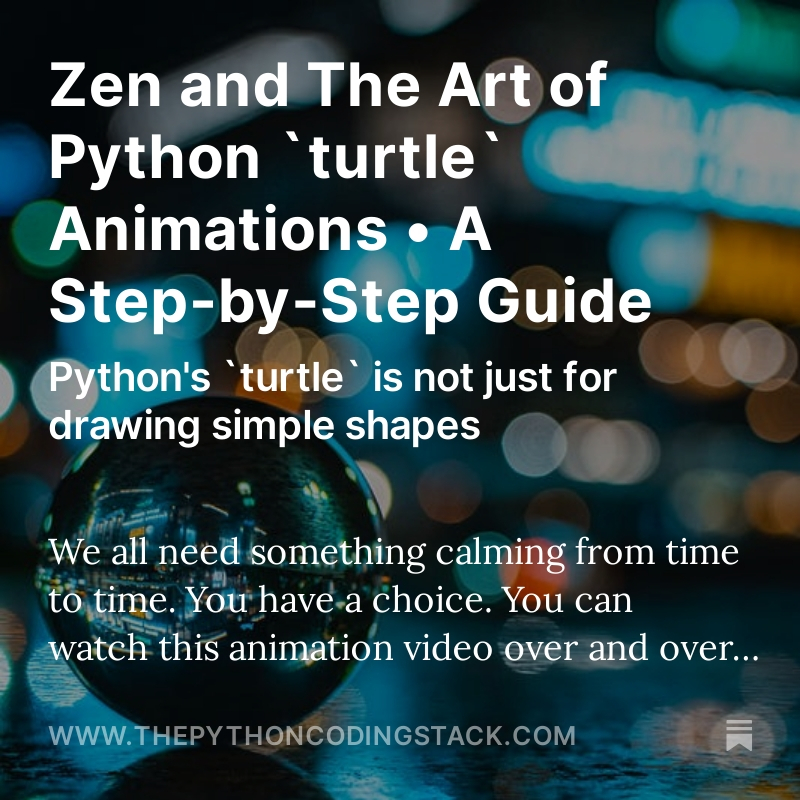 Zen and The Art of
Python `turtle`
Animations • A
Step-by-Step Guide
Python's `turtle` is not just for
drawing simple shapes
We all need something calming from time
to time. You have a choice. You can
watch this animation video over and over...
WWW.THEPYTHONCODINGSTACK.COM